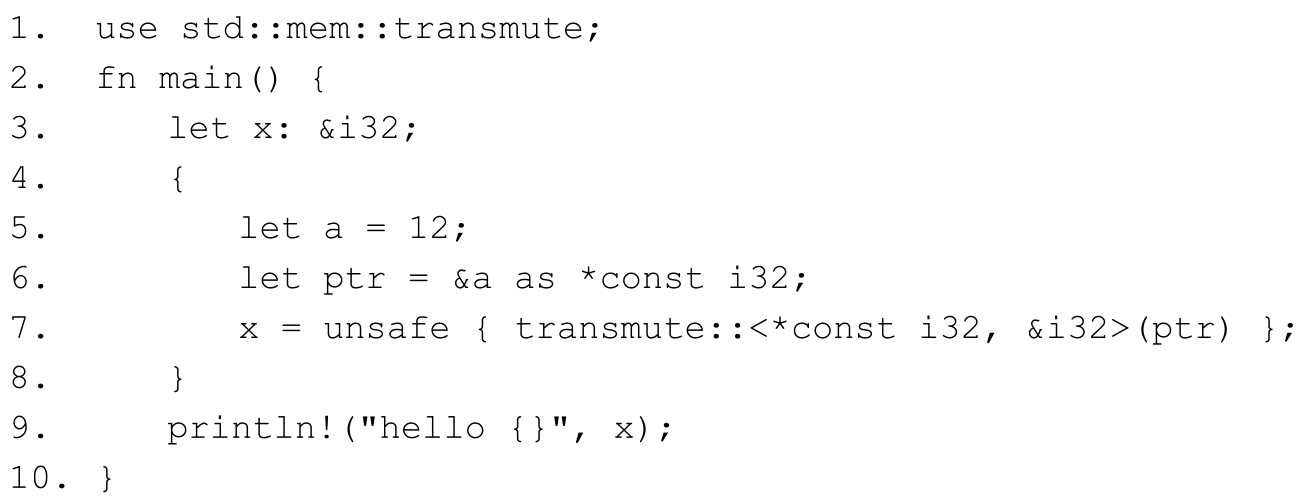 1. use std::mem::transmute;
2. fn main() {
3. let x: &i32;
4. {
5. let a = 12;
6. let ptr = &a as *const i32;
7. x = unsafe { transmute::<*const i32, &i32>(ptr) };
8. }
9. println!("hello {}", x);
10. }